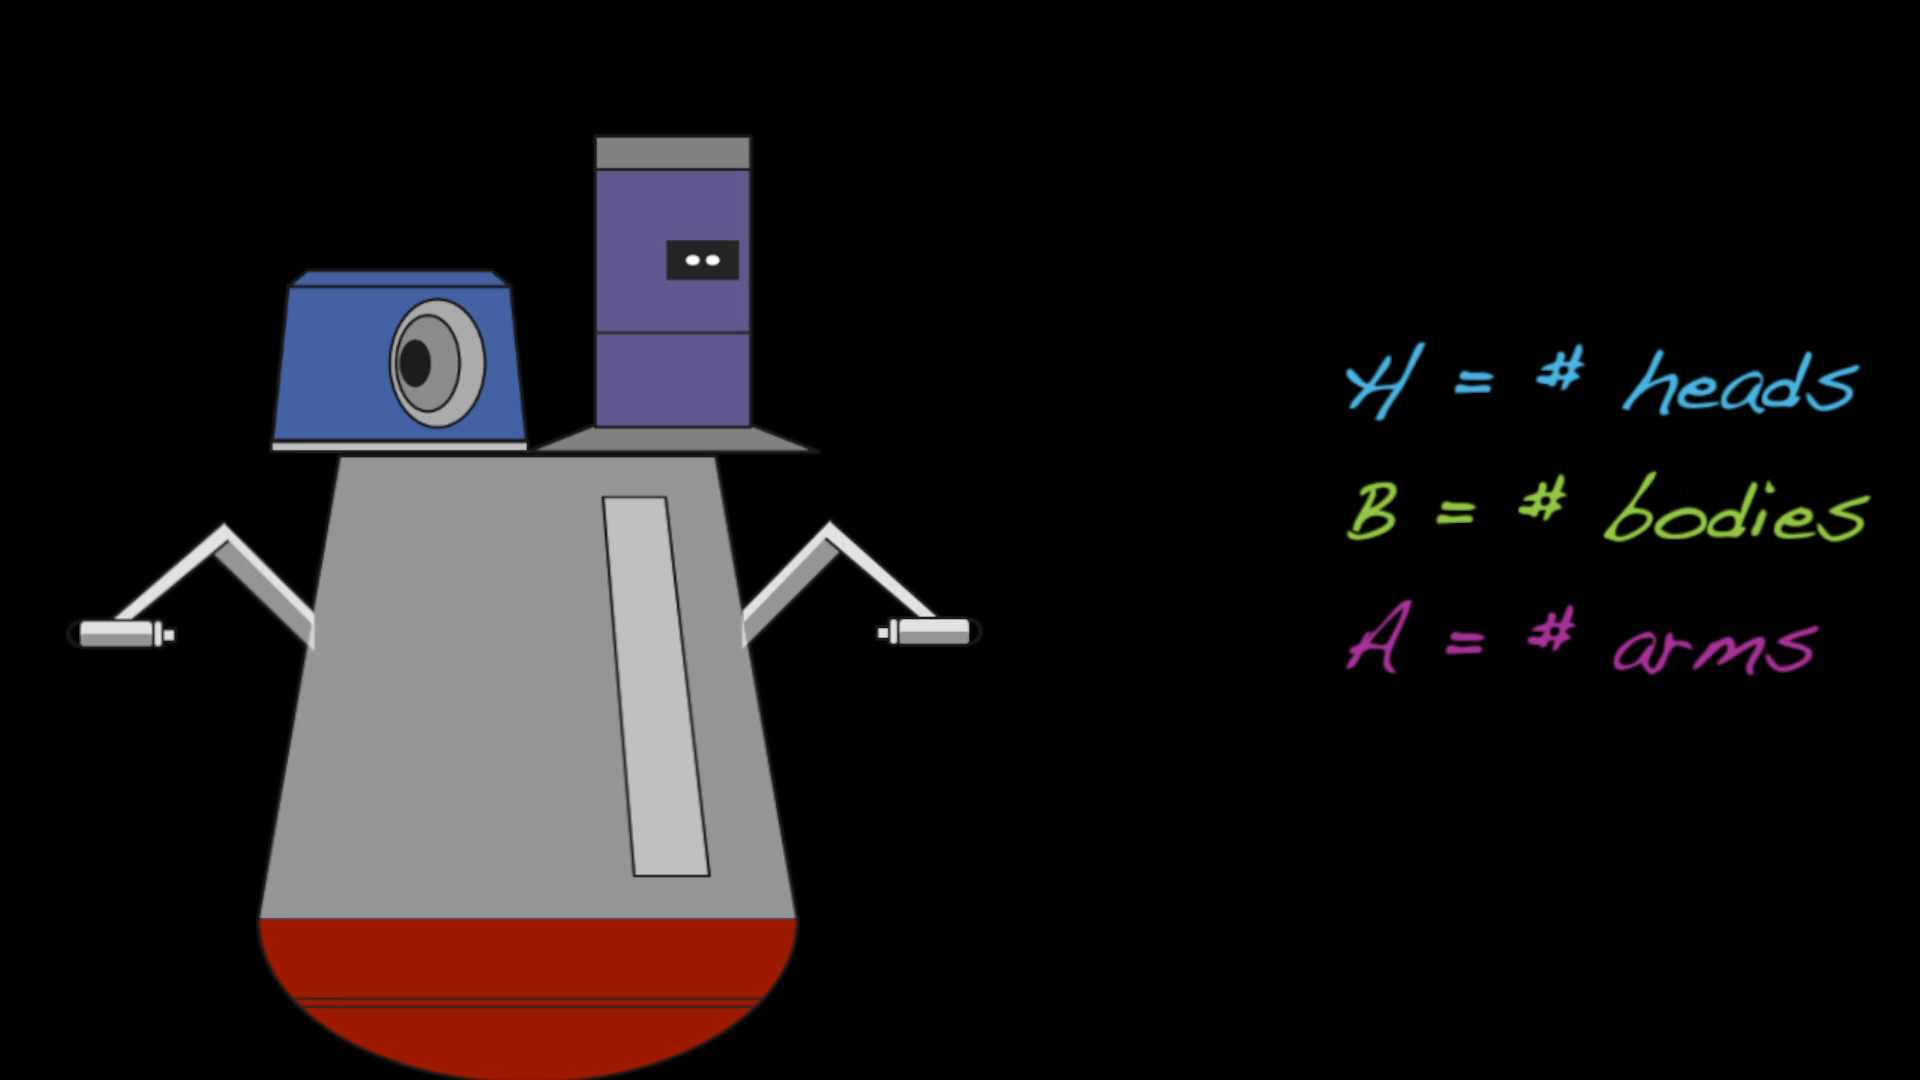 H = # heads
B = # bodies
A = # arms